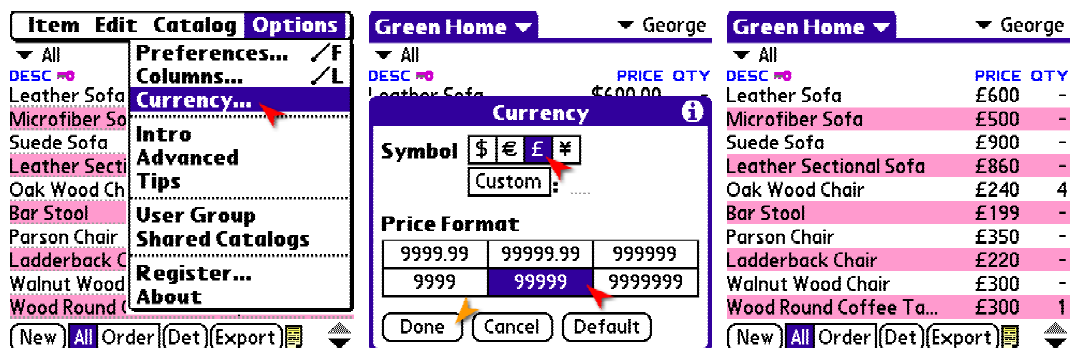 Item Edit Catalog Options
All
Preferences... /F
DESC
Columns... /L
Leather Sofa
Currency...
Microfiber So
Suede Sofa
Intro
Leather Secti
Advanced
Oak Wood Ch
Tips
Bar Stool
User Group
Parson Chair
Shared Catalogs
Ladderback C
Walnut Wood
Register...
Wood Round
About
New All Order Det Export
Green Home George
All
DESC PRICE QTY
Leather Sofa $600.00 -
Currency i
Symbol $ € £ ¥
Custom :
Price Format
9999.99 99999.99 999999
9999 99999 9999999
Done Cancel Default
Green Home George
All
DESC PRICE QTY
Leather Sofa £600 -
Microfiber Sofa £500 -
Suede Sofa £900 -
Leather Sectional Sofa £860 -
Oak Wood Chair £240 4
Bar Stool £199 -
Parson Chair £350 -
Ladderback Chair £220 -
Walnut Wood Chair £300 -
Wood Round Coffee Ta... £300 1
New All Order Det Export